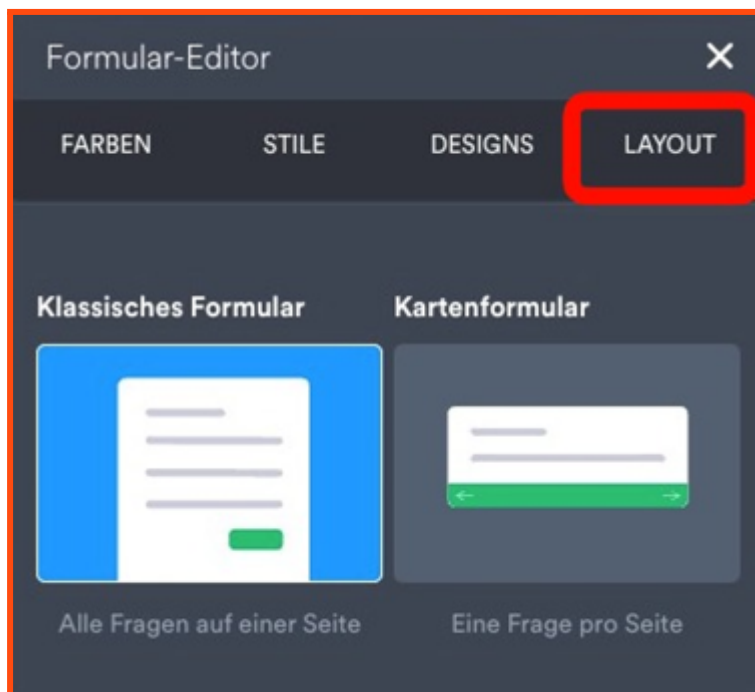 Formular-Editor
FARBEN STILE DESIGNS LAYOUT
Klassisches Formular Kartenformular
Alle Fragen auf einer Seite Eine Frage pro Seite